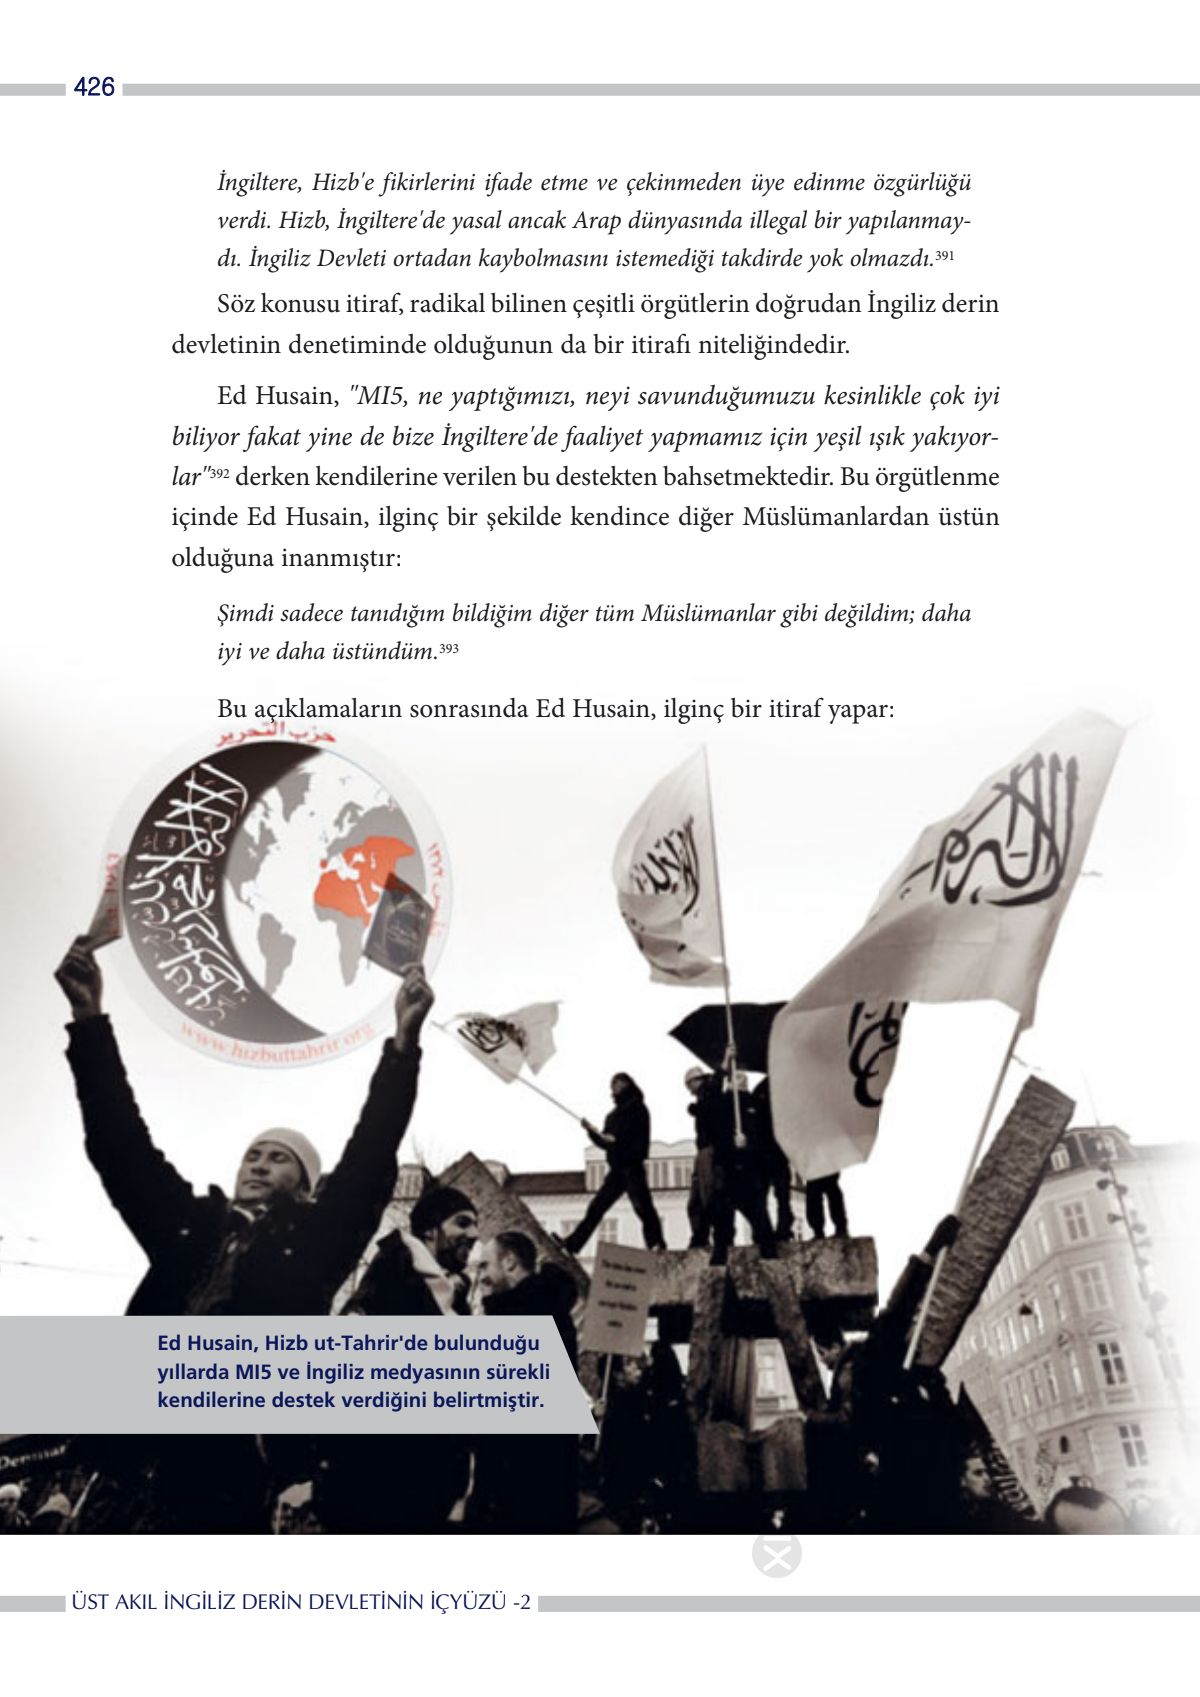 426
İngiltere, Hizb'e fikirlerini ifade etme ve çekinmeden üye edinme özgürlüğü
verdi. Hizb, İngiltere'de yasal ancak Arap dünyasında illegal bir yapılanmay-
dı. İngiliz Devleti ortadan kaybolmasını istemediği takdirde yok olmazdı.391
Söz konusu itiraf, radikal bilinen çeşitli örgütlerin doğrudan İngiliz derin
devletinin denetiminde olduğunun da bir itirafı niteliğindedir.
Ed Husain, "MI5, ne yaptığımızı, neyi savunduğumuzu kesinlikle çok iyi
biliyor fakat yine de bize İngiltere'de faaliyet yapmamız için yeşil ışık yakıyor-
lar"392 derken kendilerine verilen bu destekten bahsetmektedir. Bu örgütlenme
içinde Ed Husain, ilginç bir şekilde kendince diğer Müslümanlardan üstün
olduğuna inanmıştır:
Şimdi sadece tanıdığım bildiğim diğer tüm Müslümanlar gibi değildim; daha
iyi ve daha üstündüm.393
Bu açıklamaların sonrasında Ed Husain, ilginç bir itiraf yapar:
حزب التحرير
www.hizbuttahrir.org
Ed Husain, Hizb ut-Tahrir'de bulunduğu
yıllarda MI5 ve İngiliz medyasının sürekli
kendilerine destek verdiğini belirtmiştir.
ÜST AKIL İNGİLİZ DERİN DEVLETİNİN İÇYÜZÜ -2